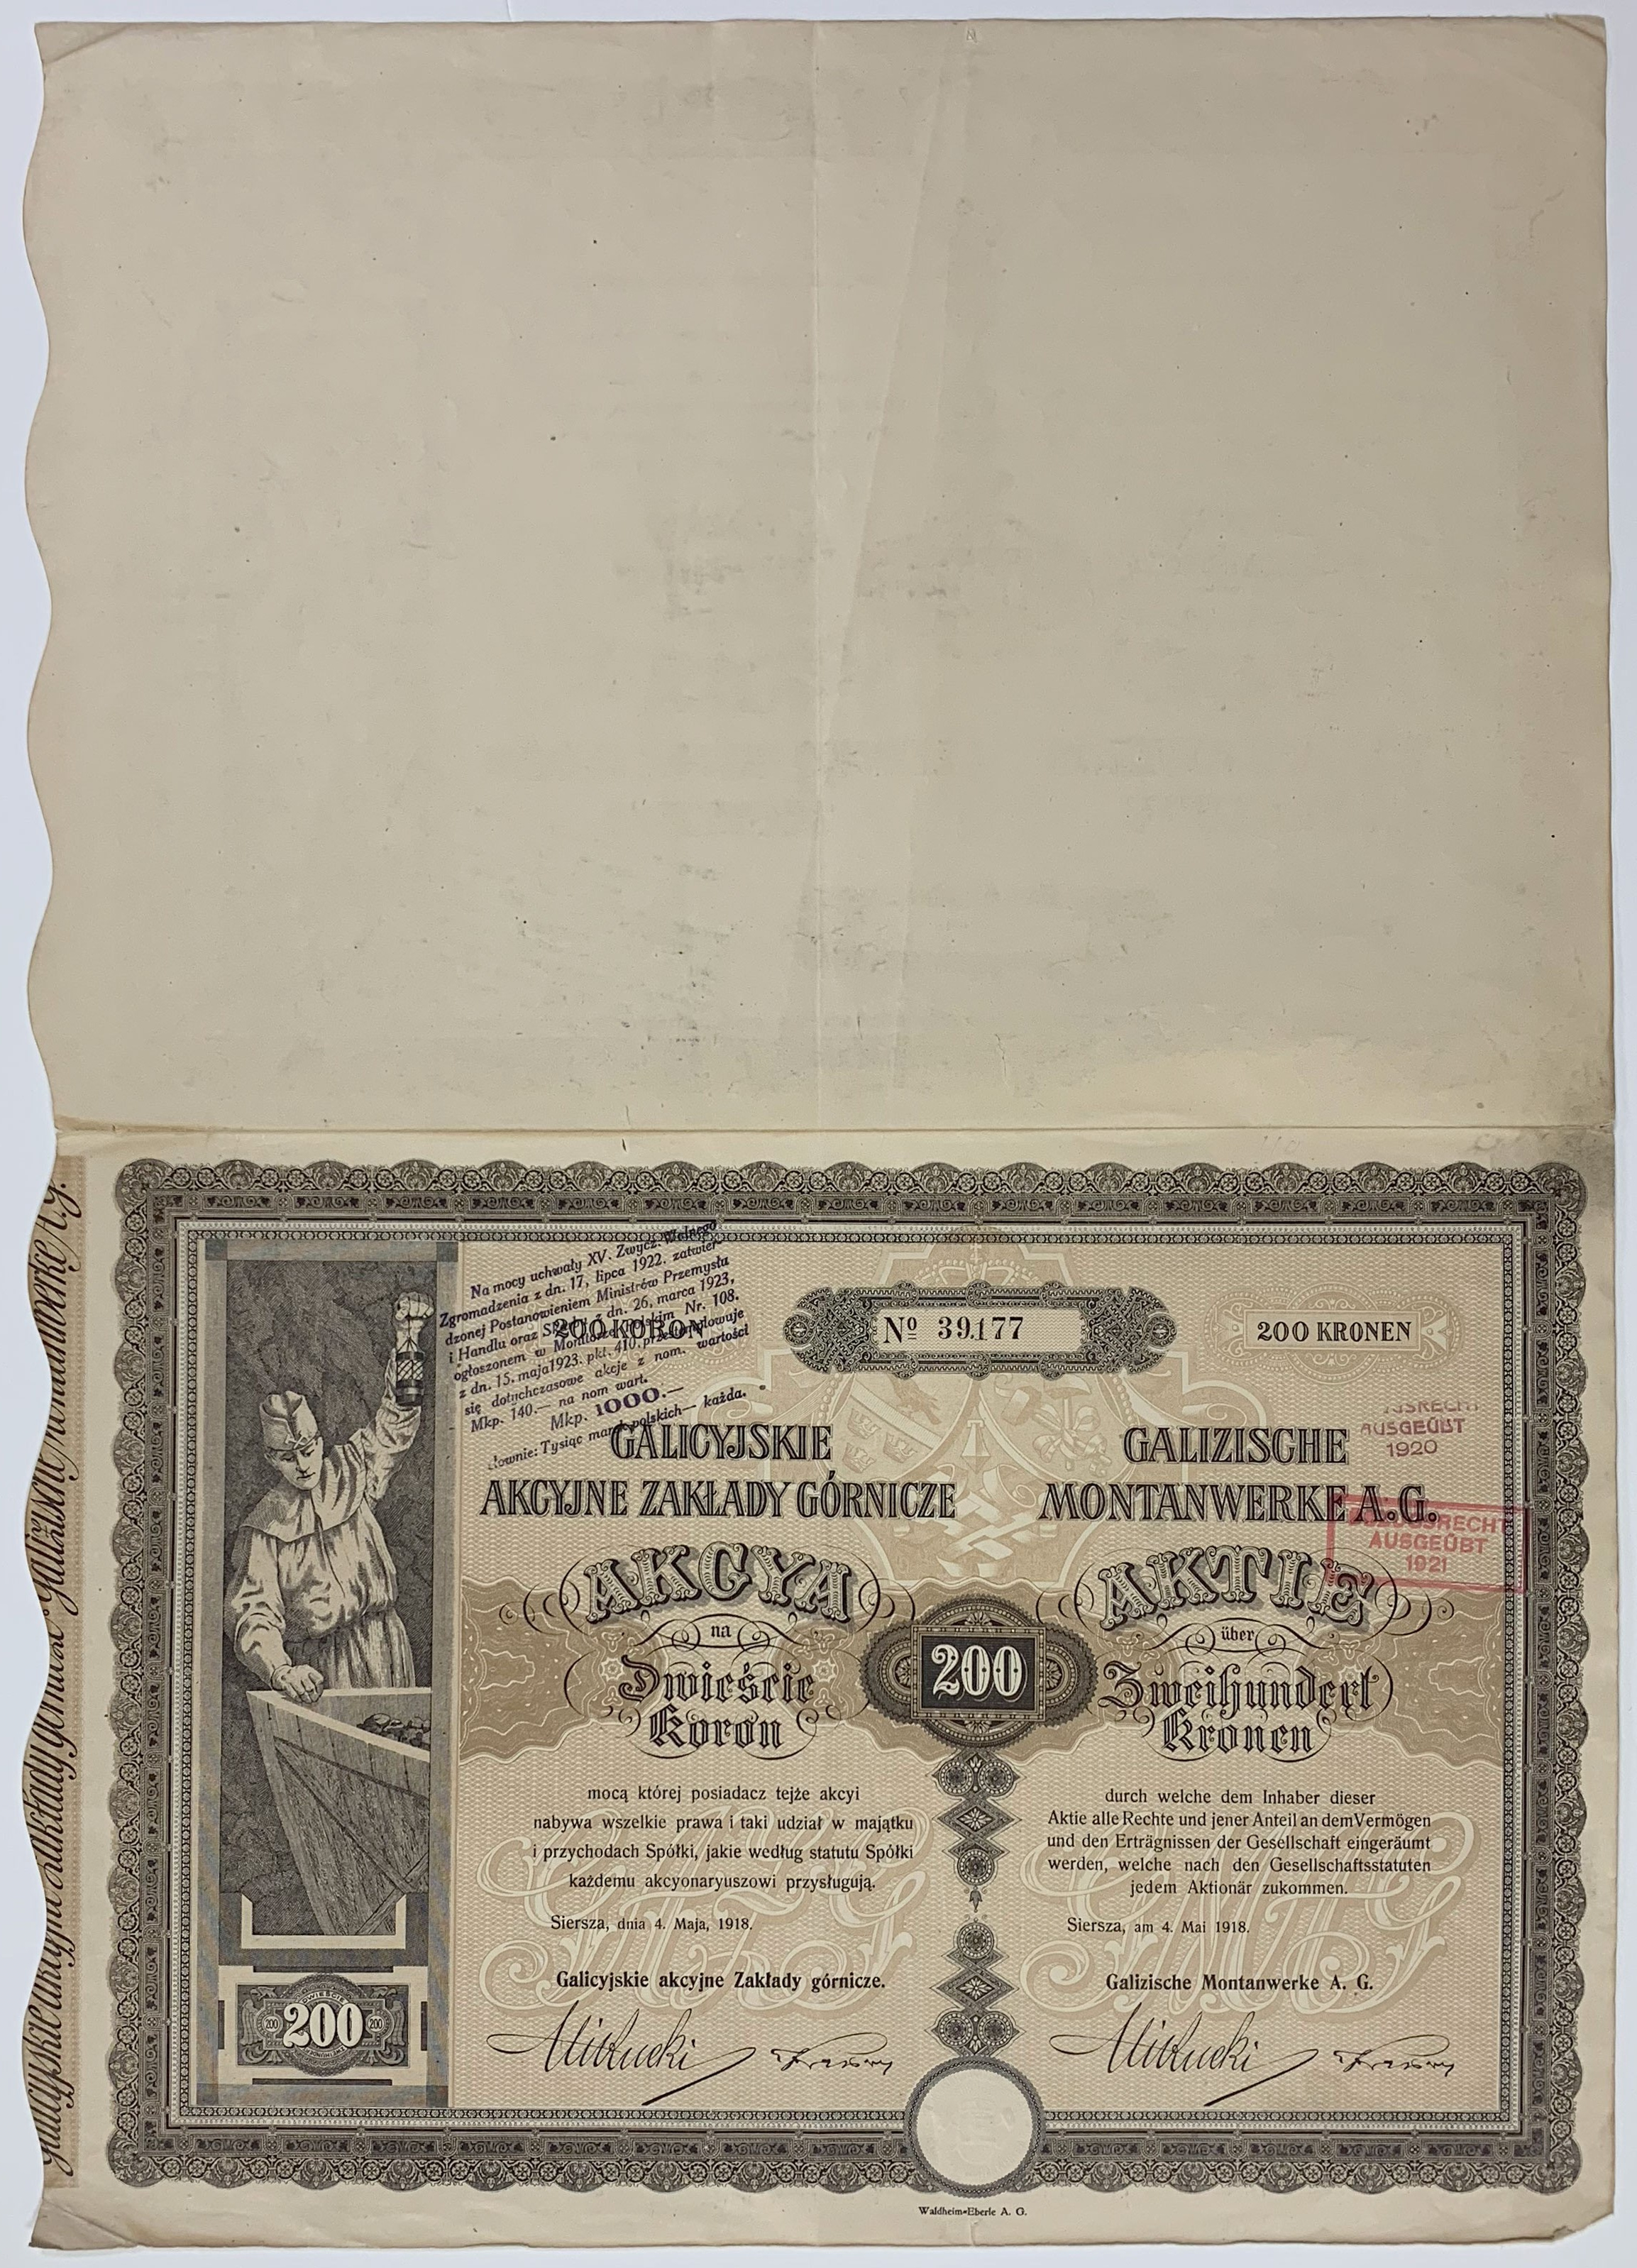 Na mocy uchwały XV. Zwycz. Walnego
Zgromadzenia z dn. 17, lipca 1922. zatwier-
dzonej Postanowieniem Ministrów Przemysłu
i Handlu oraz Skarbu z dn. 26, marca 1923,
ogłoszonem w Monitorze Polskim Nr. 108.
z dn. 15. maja 1923. pkt. 410. przestemplowuje
się dotychczasowe akcje z nom. wartości
Mkp. 140.— na nom wart.
Mkp. 1000.—
słownie: Tysiąc marek polskich— każda.
200 KORON
Nº 39.177
200 KRONEN
GALICYJSKIE
AKCYJNE ZAKŁADY GÓRNICZE
AKCYA
na
Dwieście
Koron
mocą której posiadacz tejże akcyi
nabywa wszelkie prawa i taki udział w majątku
i przychodach Spółki, jakie według statutu Spółki
każdemu akcyonaryuszowi przysługują.
Siersza, dnia 4. Maja, 1918.
Galicyjskie akcyjne Zakłady górnicze.
200
GALIZISCHE
MONTANWERKE A. G.
AUSGEÜBT
1920
AUSGEÜBT
1921
AKTIE
über
Zweihundert
Kronen
durch welche dem Inhaber dieser
Aktie alle Rechte und jener Anteil an dem Vermögen
und den Erträgnissen der Gesellschaft eingeräumt
werden, welche nach den Gesellschaftsstatuten
jedem Aktionär zukommen.
Siersza, am 4. Mai 1918.
Galizische Montanwerke A. G.
DWIEŚCIE
200 200 200
Waldheim-Eberle A. G.